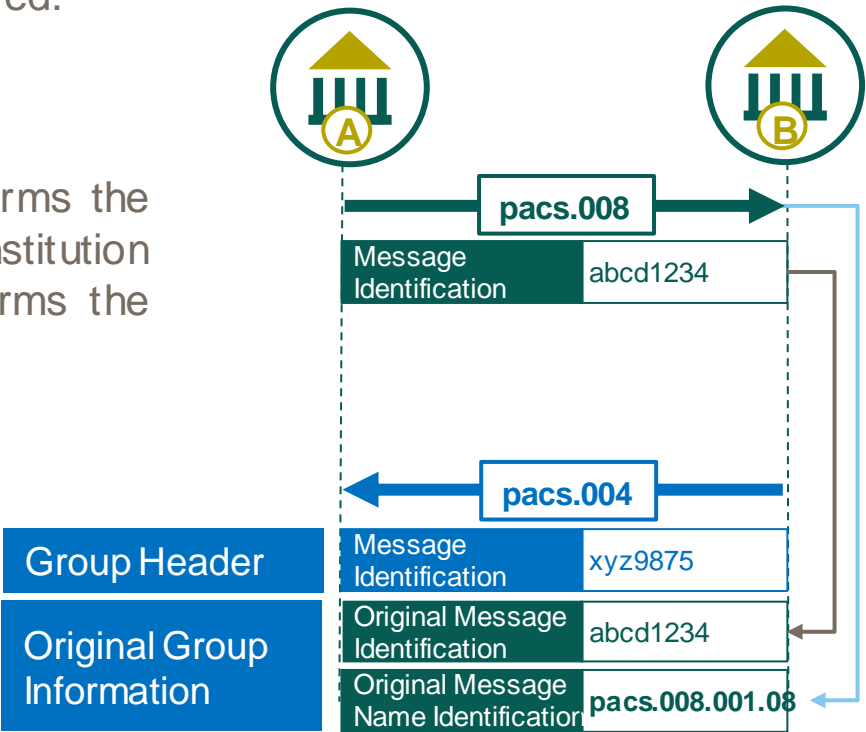 A
B
pacs.008
rms the
nstitution
rms the
Message
Identification
abcd1234
pacs.004
Group Header
Message
Identification
xyz9875
Original Group
Information
Original Message
Identification
abcd1234
Original Message
Name Identification
pacs.008.001.08